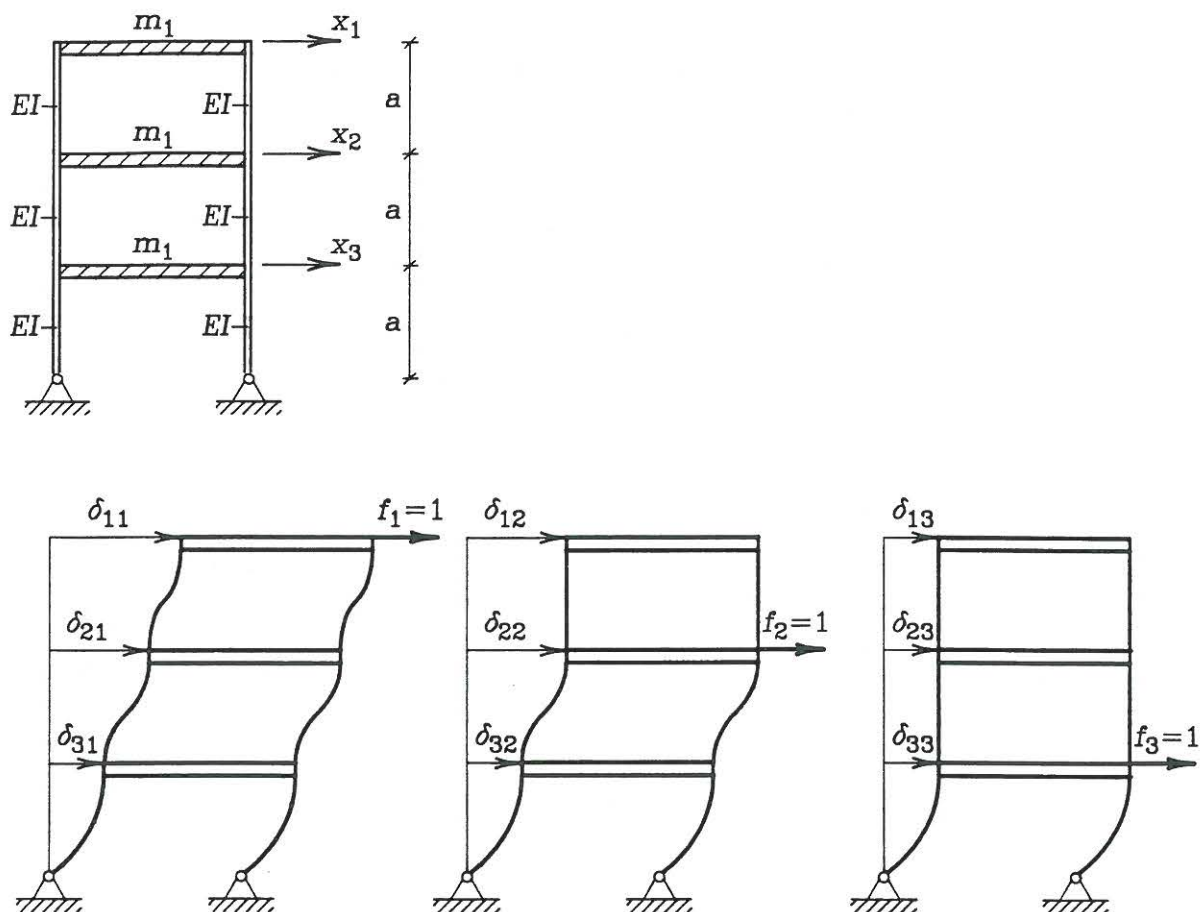 m₁ x₁
EI EI a
m₁ x₂
EI EI a
m₁ x₃
EI EI a
δ₁₁ f₁=1 δ₁₂ δ₁₃
δ₂₁ δ₂₂ f₂=1 δ₂₃
δ₃₁ δ₃₂ δ₃₃ f₃=1